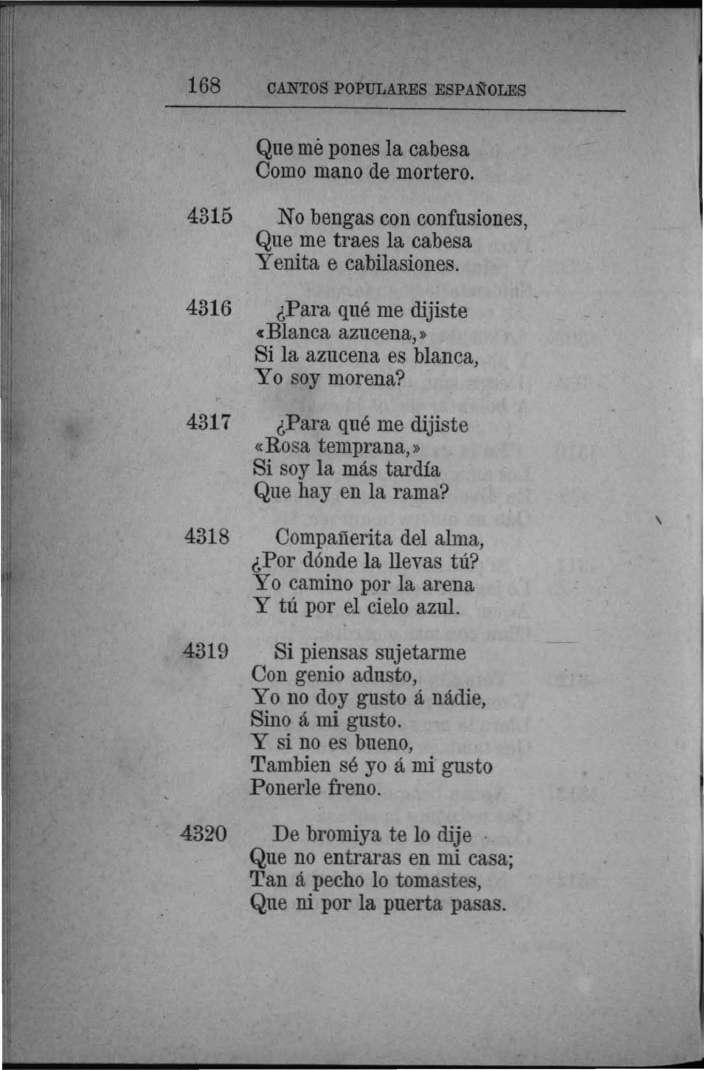 168 CANTOS POPULARES ESPAÑOLES
Que me pones la cabesa
Como mano de mortero.
4315 No bengas con confusiones,
Que me traes la cabesa
Yenita e cabilasiones.
4316 ¿Para qué me dijiste
«Blanca azucena,»
Si la azucena es blanca,
Yo soy morena?
4317 ¿Para qué me dijiste
«Rosa temprana,»
Si soy la más tardía
Que hay en la rama?
4318 Compañerita del alma,
¿Por dónde la llevas tú?
Yo camino por la arena
Y tú por el cielo azul.
4319 Si piensas sujetarme
Con genio adusto,
Yo no doy gusto á nádie,
Sino á mi gusto.
Y si no es bueno,
Tambien sé yo á mi gusto
Ponerle freno.
4320 De bromiya te lo dije
Que no entraras en mi casa;
Tan á pecho lo tomastes,
Que ni por la puerta pasas.